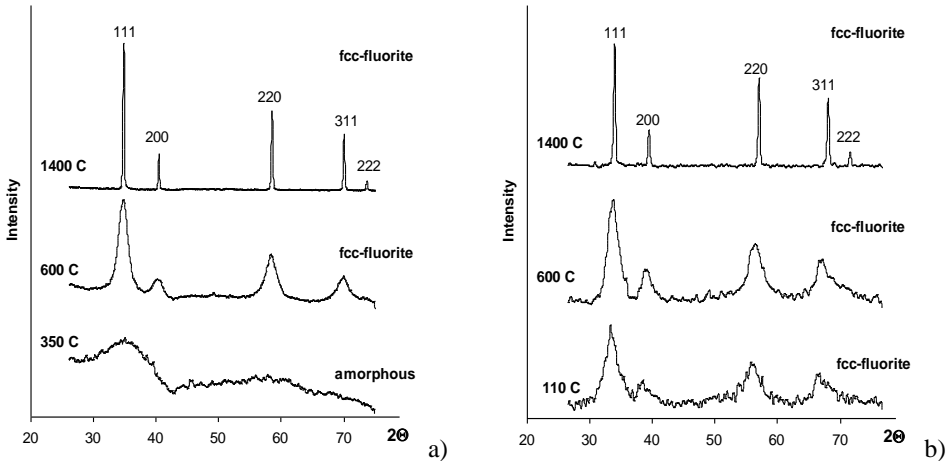 111
fcc-fluorite
220
311
200
222
1400 C
Intensity
fcc-fluorite
600 C
350 C
amorphous
20 30 40 50 60 70 2Θ
a)
111
fcc-fluorite
220
311
200
222
1400 C
Intensity
fcc-fluorite
600 C
fcc-fluorite
110 C
20 30 40 50 60 70 2Θ
b)